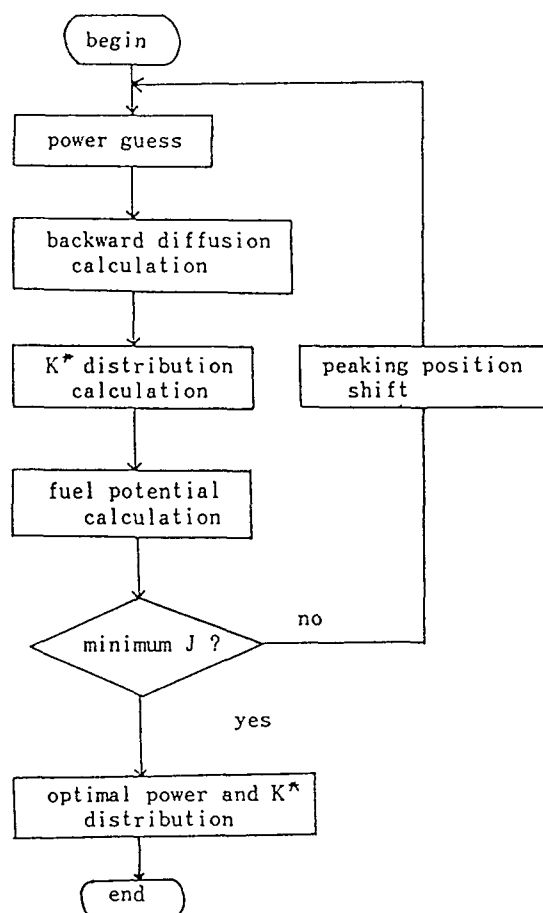 begin
power guess
backward diffusion
calculation
K* distribution
calculation
peaking position
shift
fuel potential
calculation
no
minimum J ?
yes
optimal power and K*
distribution
end